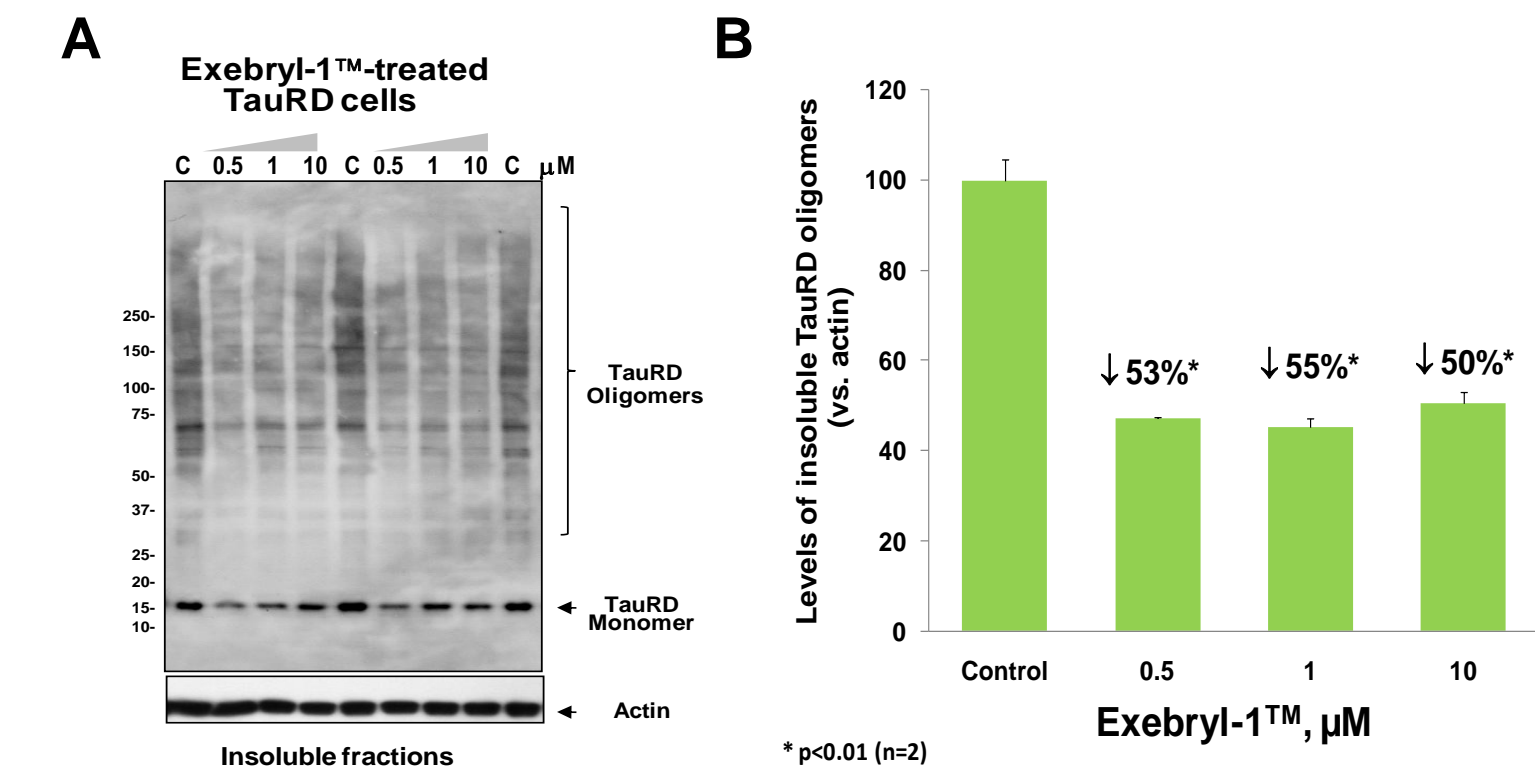 A
Exebryl-1™-treated
TauRD cells
C 0.5 1 10 C 0.5 1 10 C μM
250-
150-
100-
75-
50-
37-
25-
20-
15-
10-
TauRD
Oligomers
TauRD
Monomer
Actin
Insoluble fractions
B
Levels of insoluble TauRD oligomers
(vs. actin)
120
100
80
60
40
20
0
↓ 53%*
↓ 55%*
↓ 50%*
Control 0.5 1 10
Exebryl-1™, μM
* p<0.01 (n=2)